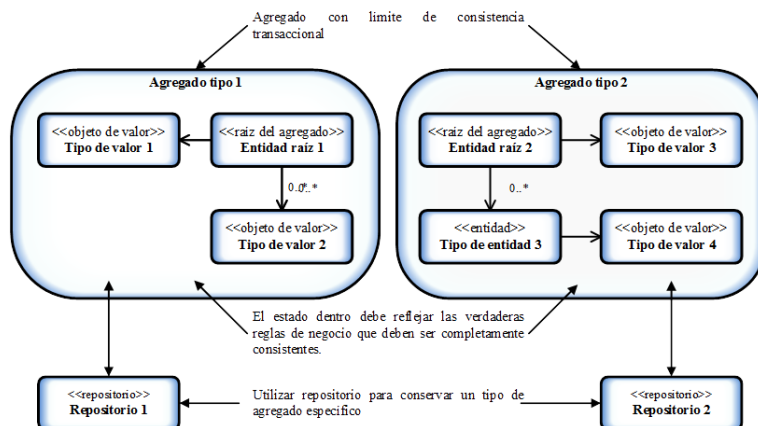 Agregado con limite de consistencia
transaccional
Agregado tipo 1
Agregado tipo 2
<<objeto de valor>>
Tipo de valor 1
<<raiz del agregado>>
Entidad raíz 1
<<raiz del agregado>>
Entidad raíz 2
<<objeto de valor>>
Tipo de valor 3
0..*
0..*
<<objeto de valor>>
Tipo de valor 2
<<entidad>>
Tipo de entidad 3
<<objeto de valor>>
Tipo de valor 4
El estado dentro debe reflejar las verdaderas
reglas de negocio que deben ser completamente
consistentes.
<<repositorio>>
Repositorio 1
Utilizar repositorio para conservar un tipo de
agregado específico
<<repositorio>>
Repositorio 2